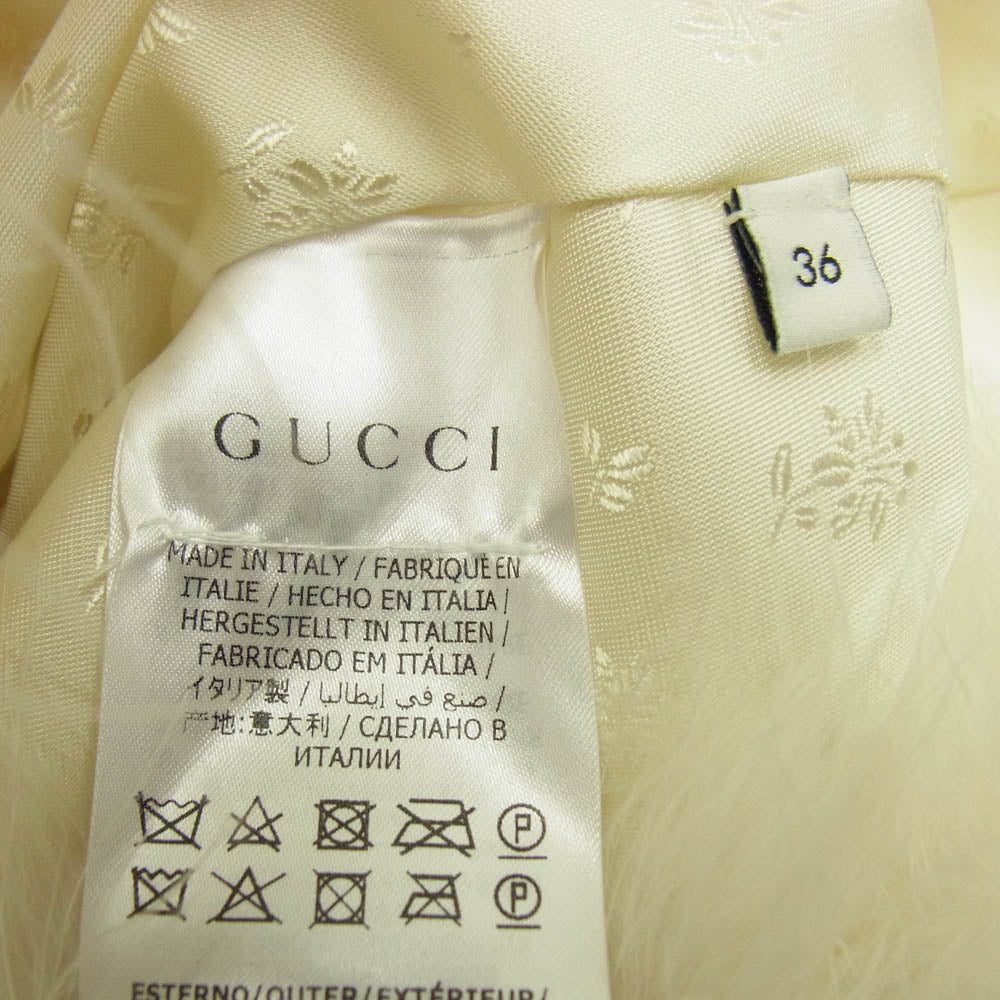 36
GUCCI
MADE IN ITALY / FABRIQUE EN
ITALIE / HECHO EN ITALIA /
HERGESTELLT IN ITALIEN /
FABRICADO EM ITÁLIA /
イタリア製 / صنع في إيطاليا /
产地:意大利 / СДЕЛАНО В
ИТАЛИИ
P
P
ESTERNO/OUTER/EXTÉRIEUR/